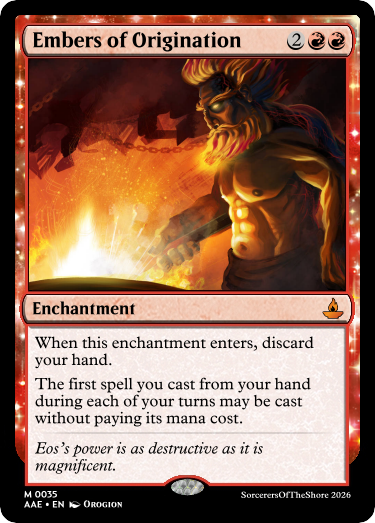 Embers of Origination 2
Enchantment
When this enchantment enters, discard
your hand.
The first spell you cast from your hand
during each of your turns may be cast
without paying its mana cost.
Eos's power is as destructive as it is
magnificent.
M 0035
AAE • EN Orogion
SorcerersOfTheShore 2026